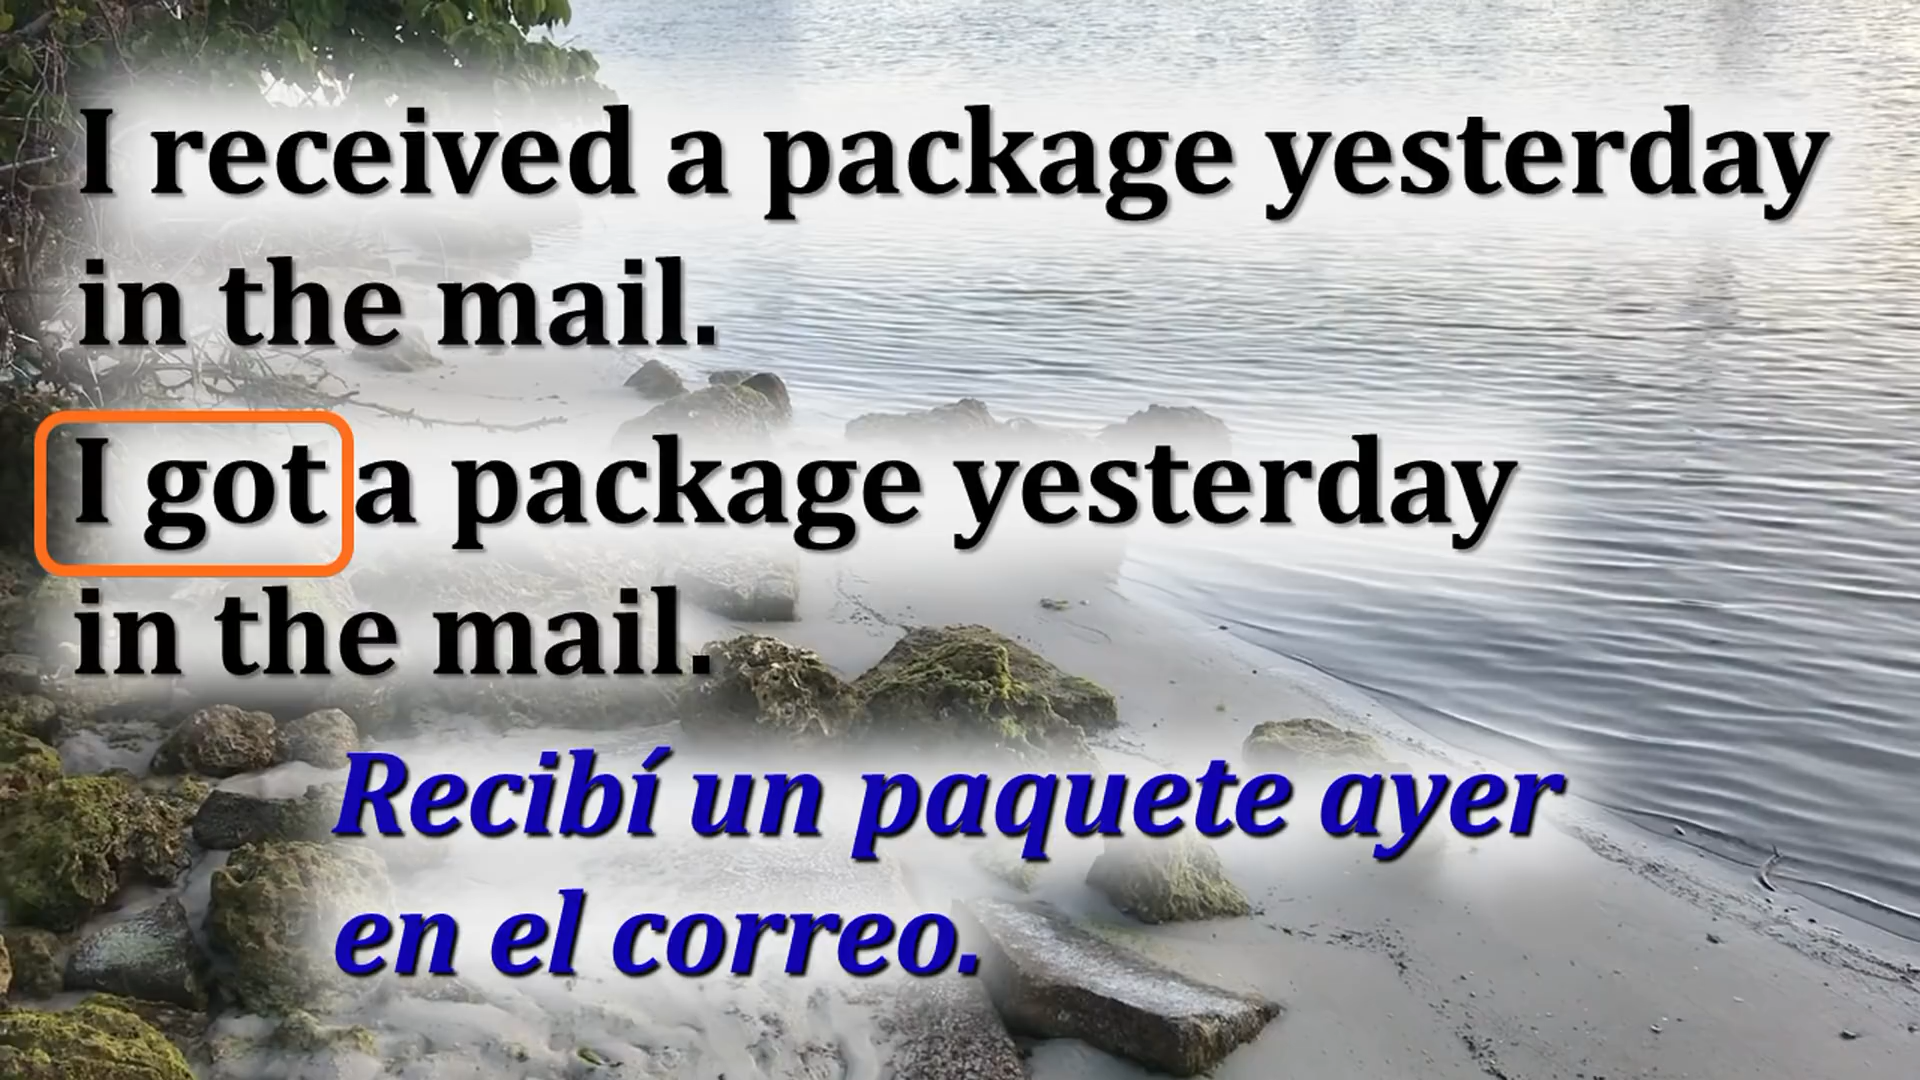 I received a package yesterday
in the mail.
I got a package yesterday
in the mail.
Recibí un paquete ayer
en el correo.